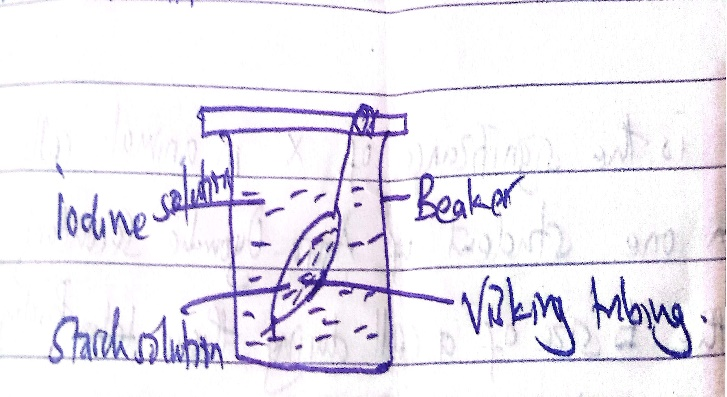 iodine solution
Beaker
Visking tubing.
Starch solution